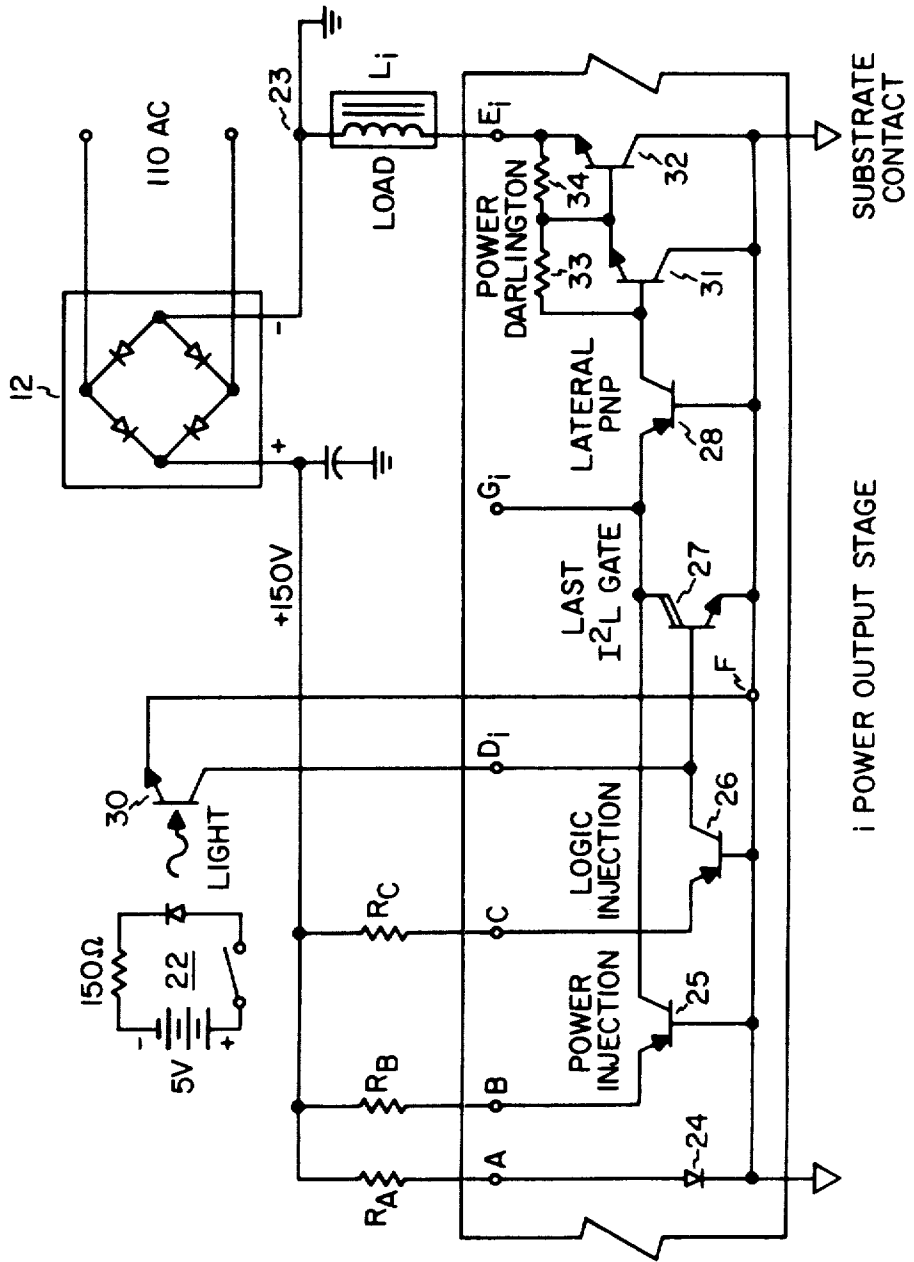 12
110 AC
+
-
23
+150V
5V
-
+
150Ω
22
LIGHT
30
RA
RB
RC
LOAD
Li
A
B
C
Di
F
Gi
Ei
POWER
INJECTION
LOGIC
INJECTION
LAST
I²L GATE
LATERAL
PNP
POWER
DARLINGTON
24
25
26
27
28
33
34
31
32
SUBSTRATE
CONTACT
i POWER OUTPUT STAGE